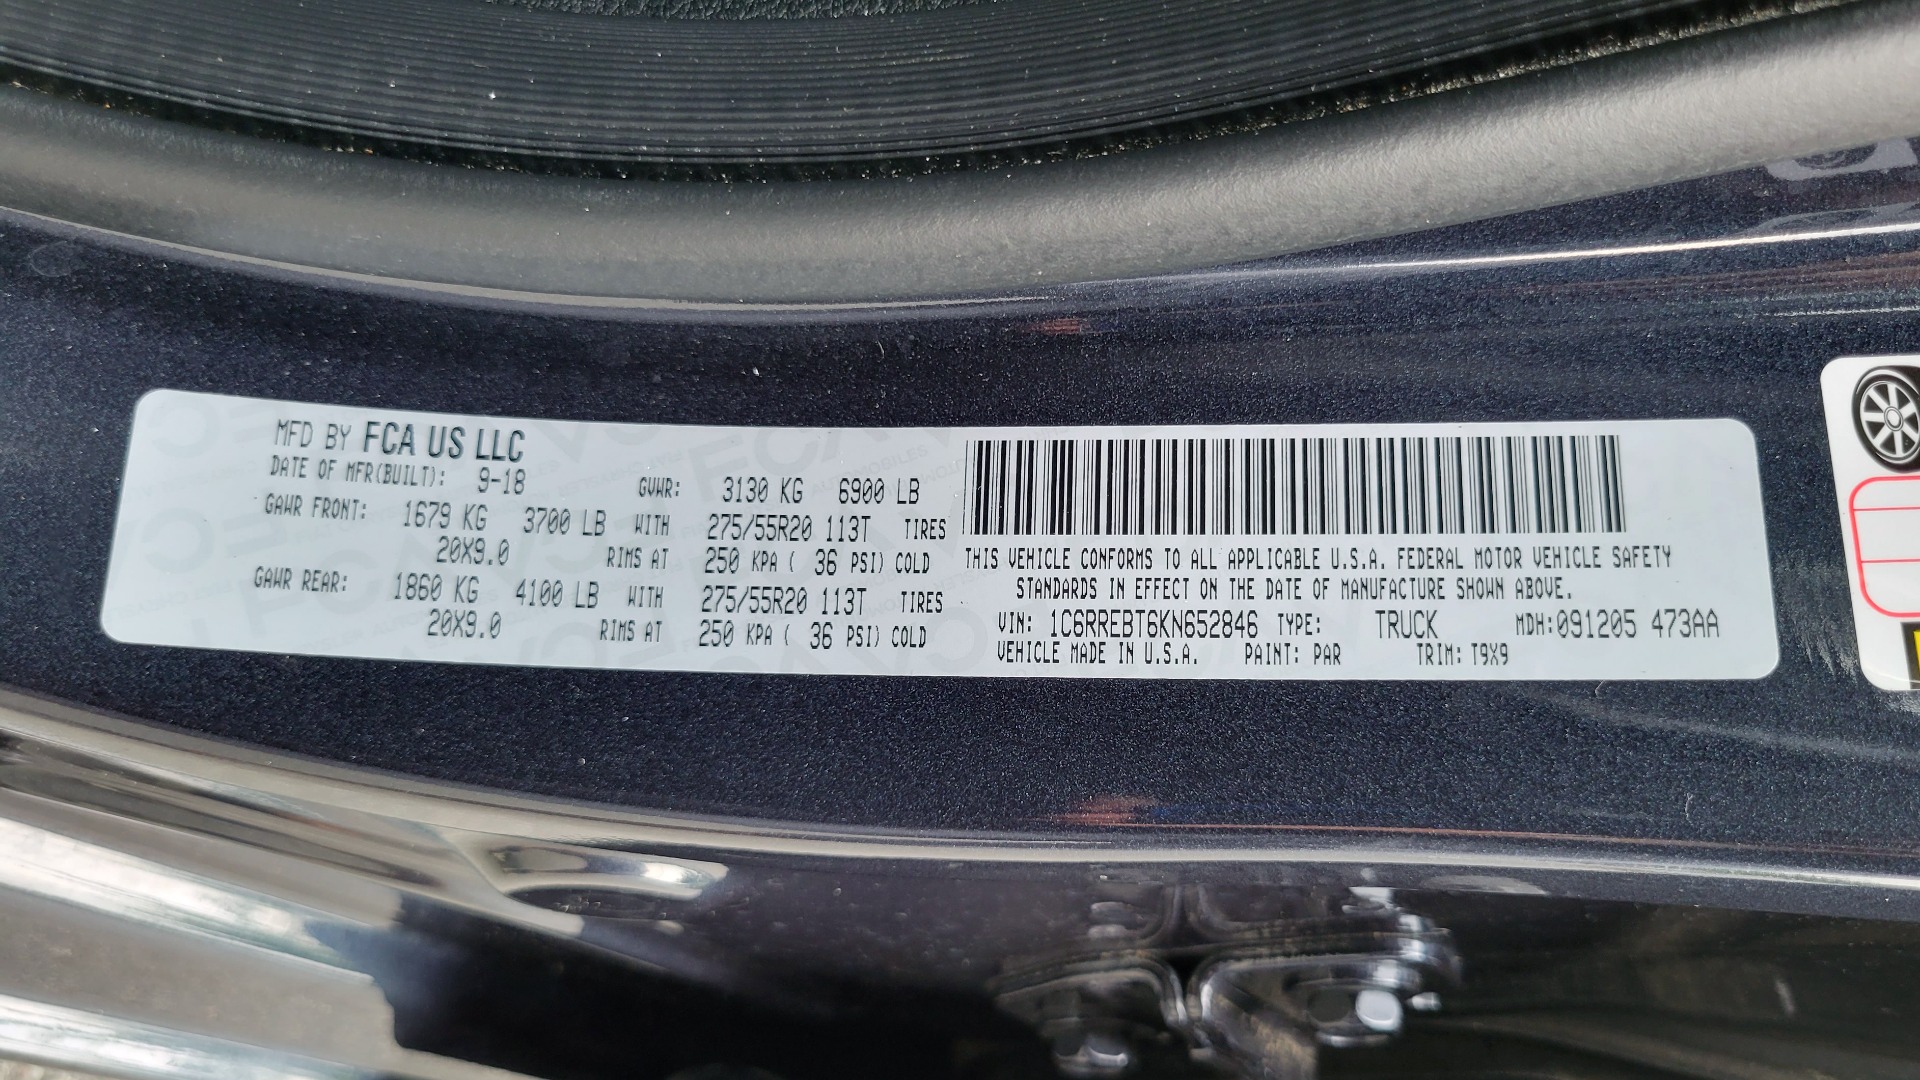 MFD BY FCA US LLC
DATE OF MFR(BUILT): 9-18 GVWR: 3130 KG 6900 LB
GAWR FRONT: 1679 KG 3700 LB WITH 275/55R20 113T TIRES
20X9.0 RIMS AT 250 KPA ( 36 PSI) COLD
GAWR REAR: 1860 KG 4100 LB WITH 275/55R20 113T TIRES
20X9.0 RIMS AT 250 KPA ( 36 PSI) COLD
THIS VEHICLE CONFORMS TO ALL APPLICABLE U.S.A. FEDERAL MOTOR VEHICLE SAFETY
STANDARDS IN EFFECT ON THE DATE OF MANUFACTURE SHOWN ABOVE.
VIN: 1C6RREBT6KN652846 TYPE: TRUCK MDH:091205 473AA
VEHICLE MADE IN U.S.A. PAINT: PAR TRIM: T9X9